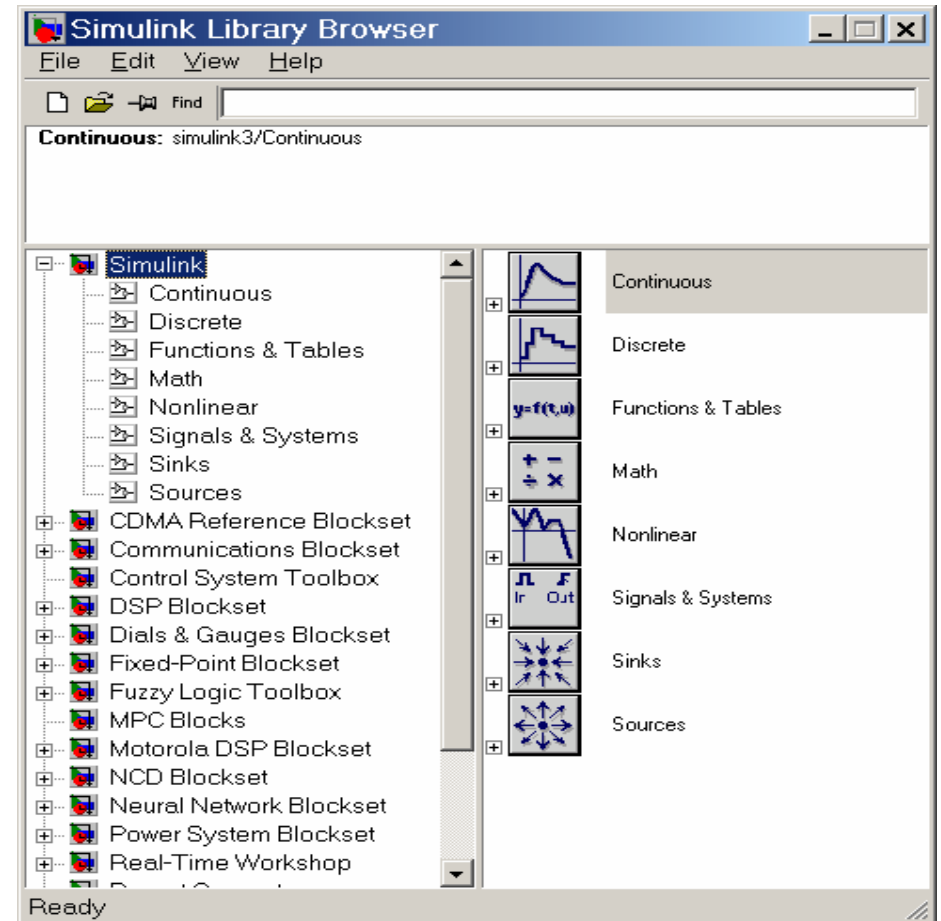 Simulink Library Browser
File Edit View Help
Find
Continuous: simulink3/Continuous
Simulink
Continuous
Discrete
Functions & Tables
Math
Nonlinear
Signals & Systems
Sinks
Sources
CDMA Reference Blockset
Communications Blockset
Control System Toolbox
DSP Blockset
Dials & Gauges Blockset
Fixed-Point Blockset
Fuzzy Logic Toolbox
MPC Blocks
Motorola DSP Blockset
NCD Blockset
Neural Network Blockset
Power System Blockset
Real-Time Workshop
Continuous
Discrete
y=f(t,u)
Functions & Tables
+ −
÷ ×
Math
Nonlinear
In Out
Signals & Systems
Sinks
Sources
Ready